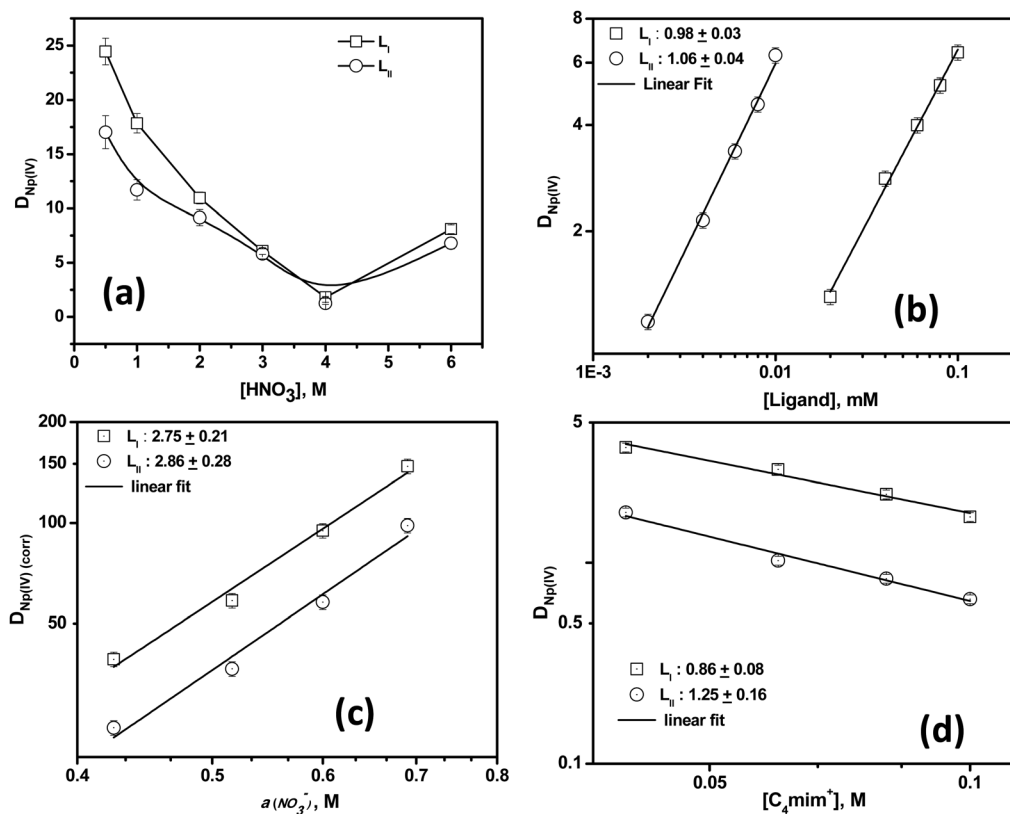 25
20
15
10
5
0
D_Np(IV)
L_I
L_II
(a)
0 1 2 3 4 5 6
[HNO_3], M
8
6
4
2
D_Np(IV)
L_I : 0.98 ± 0.03
L_II : 1.06 ± 0.04
Linear Fit
(b)
1E-3 0.01 0.1
[Ligand], mM
200
150
100
50
D_Np(IV) (corr)
L_I : 2.75 ± 0.21
L_II : 2.86 ± 0.28
linear fit
(c)
0.4 0.5 0.6 0.7 0.8
a(NO_3^-), M
5
0.5
0.1
D_Np(IV)
L_I : 0.86 ± 0.08
L_II : 1.25 ± 0.16
linear fit
(d)
0.05 0.1
[C_4mim^+], M